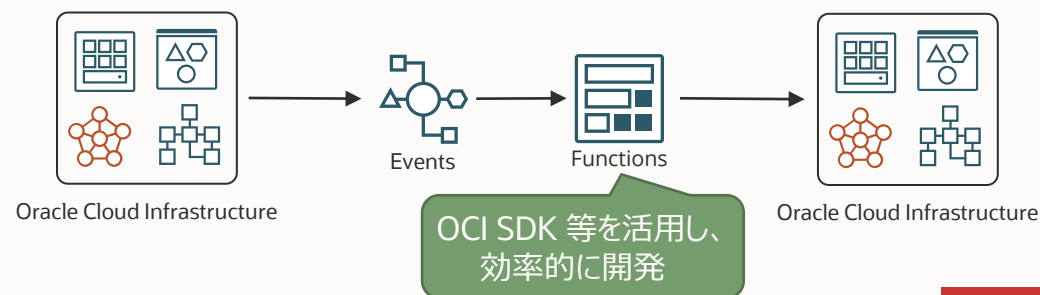 Events
Functions
Oracle Cloud Infrastructure
Oracle Cloud Infrastructure
OCI SDK 等を活用し、
効率的に開発